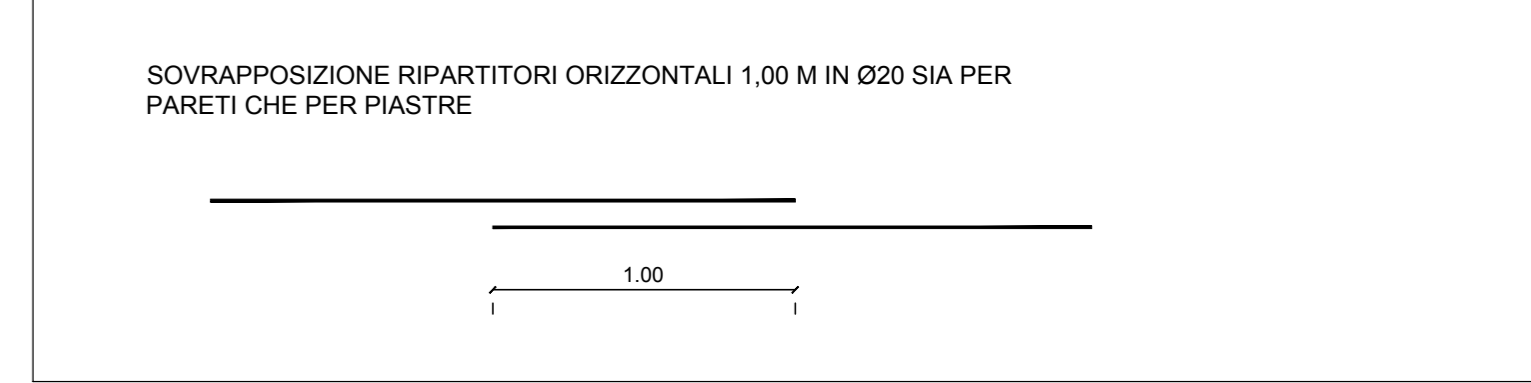 SOVRAPPOSIZIONE RIPARTITORI ORIZZONTALI 1,00 M IN Ø20 SIA PER
PARETI CHE PER PIASTRE
1.00